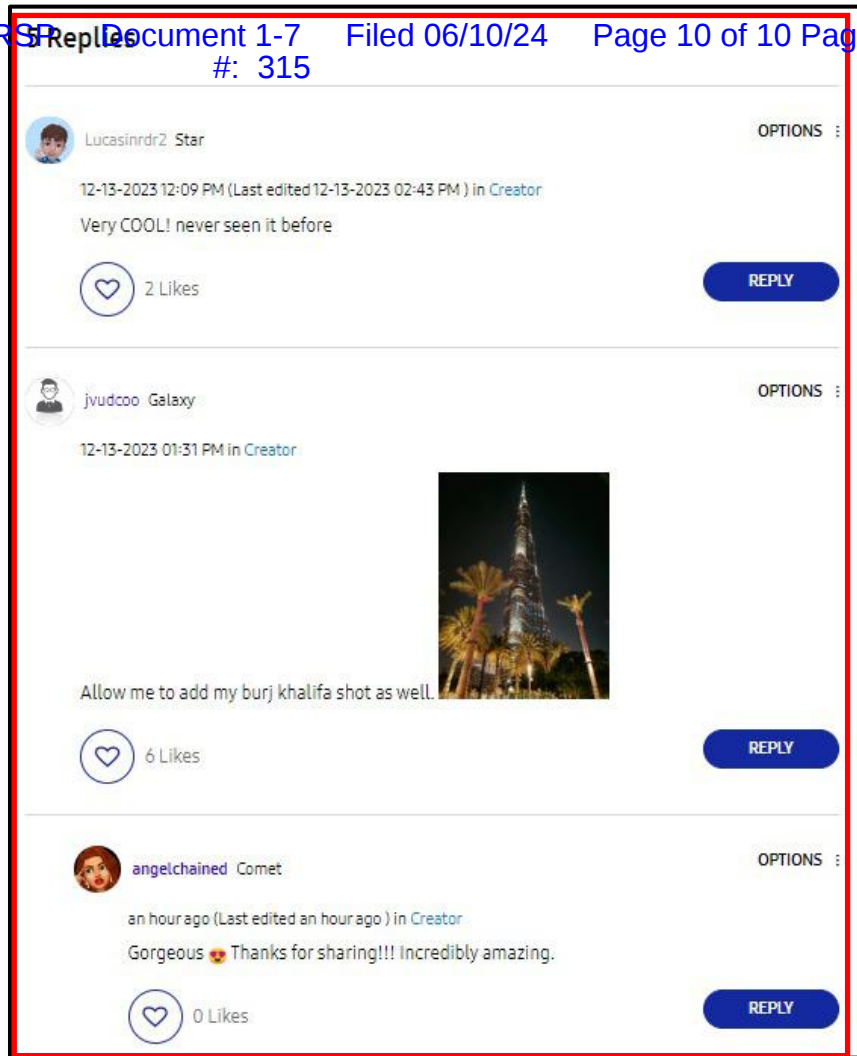 RSP Document 1-7 Filed 06/10/24 Page 10 of 10 Pag
#: 315
5 Replies
Lucasinrdr2 Star
OPTIONS
12-13-2023 12:09 PM (Last edited 12-13-2023 02:43 PM ) in Creator
Very COOL! never seen it before
2 Likes
REPLY
jvudcoo Galaxy
OPTIONS
12-13-2023 01:31 PM in Creator
Allow me to add my burj khalifa shot as well.
6 Likes
REPLY
angelchained Comet
OPTIONS
an hour ago (Last edited an hour ago ) in Creator
Gorgeous 😍 Thanks for sharing!!! Incredibly amazing.
0 Likes
REPLY